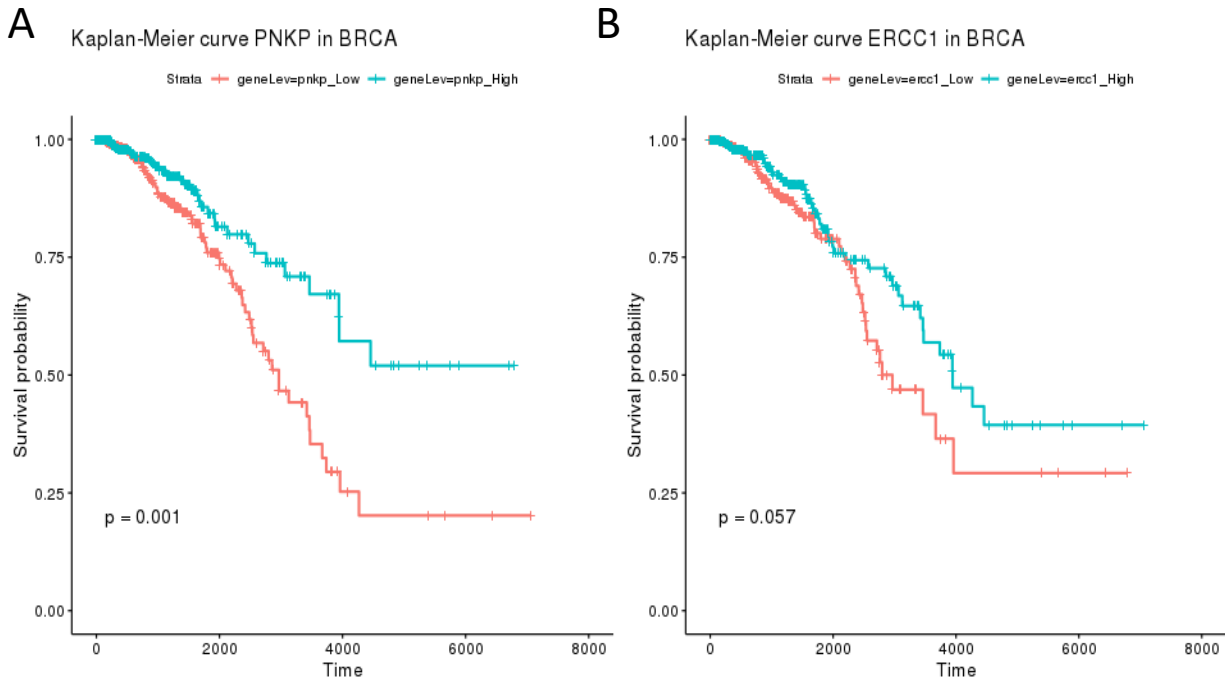 A
Kaplan-Meier curve PNKP in BRCA
Strata geneLev=pnkp_Low geneLev=pnkp_High
1.00
0.75
0.50
0.25
0.00
Survival probability
p = 0.001
0 2000 4000 6000 8000
Time
B
Kaplan-Meier curve ERCC1 in BRCA
Strata geneLev=ercc1_Low geneLev=ercc1_High
1.00
0.75
0.50
0.25
0.00
Survival probability
p = 0.057
0 2000 4000 6000 8000
Time